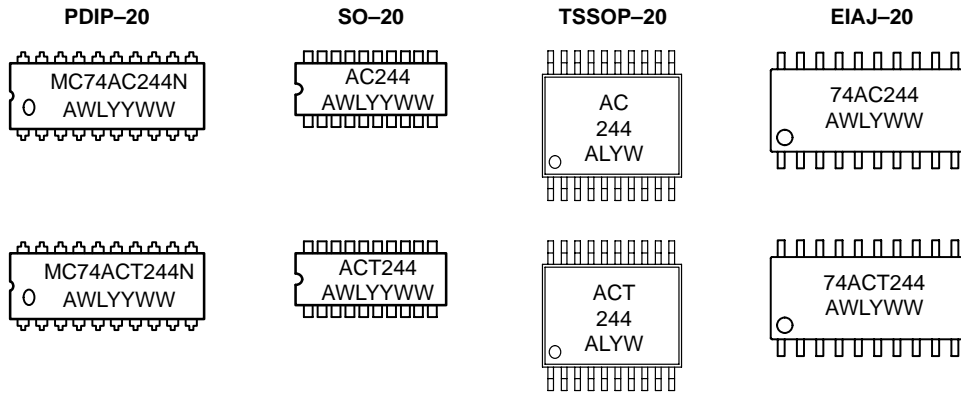 PDIP–20
SO–20
TSSOP–20
EIAJ–20
MC74AC244N
AWLYYWW
AC244
AWLYYWW
AC
244
ALYW
74AC244
AWLYWW
MC74ACT244N
AWLYYWW
ACT244
AWLYYWW
ACT
244
ALYW
74ACT244
AWLYWW